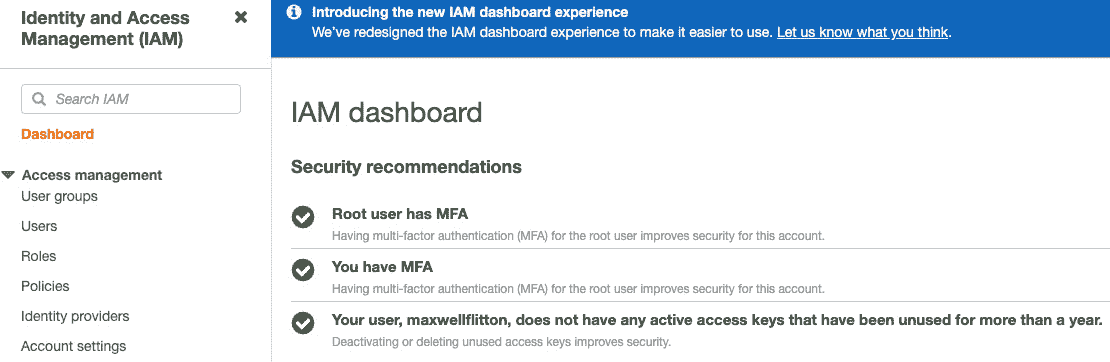 Identity and Access
Management (IAM)
Search IAM
Dashboard
Access management
User groups
Users
Roles
Policies
Identity providers
Account settings
Introducing the new IAM dashboard experience
We've redesigned the IAM dashboard experience to make it easier to use. Let us know what you think.
IAM dashboard
Security recommendations
Root user has MFA
Having multi-factor authentication (MFA) for the root user improves security for this account.
You have MFA
Having multi-factor authentication (MFA) for the root user improves security for this account.
Your user, maxwellflitton, does not have any active access keys that have been unused for more than a year.
Deactivating or deleting unused access keys improves security.